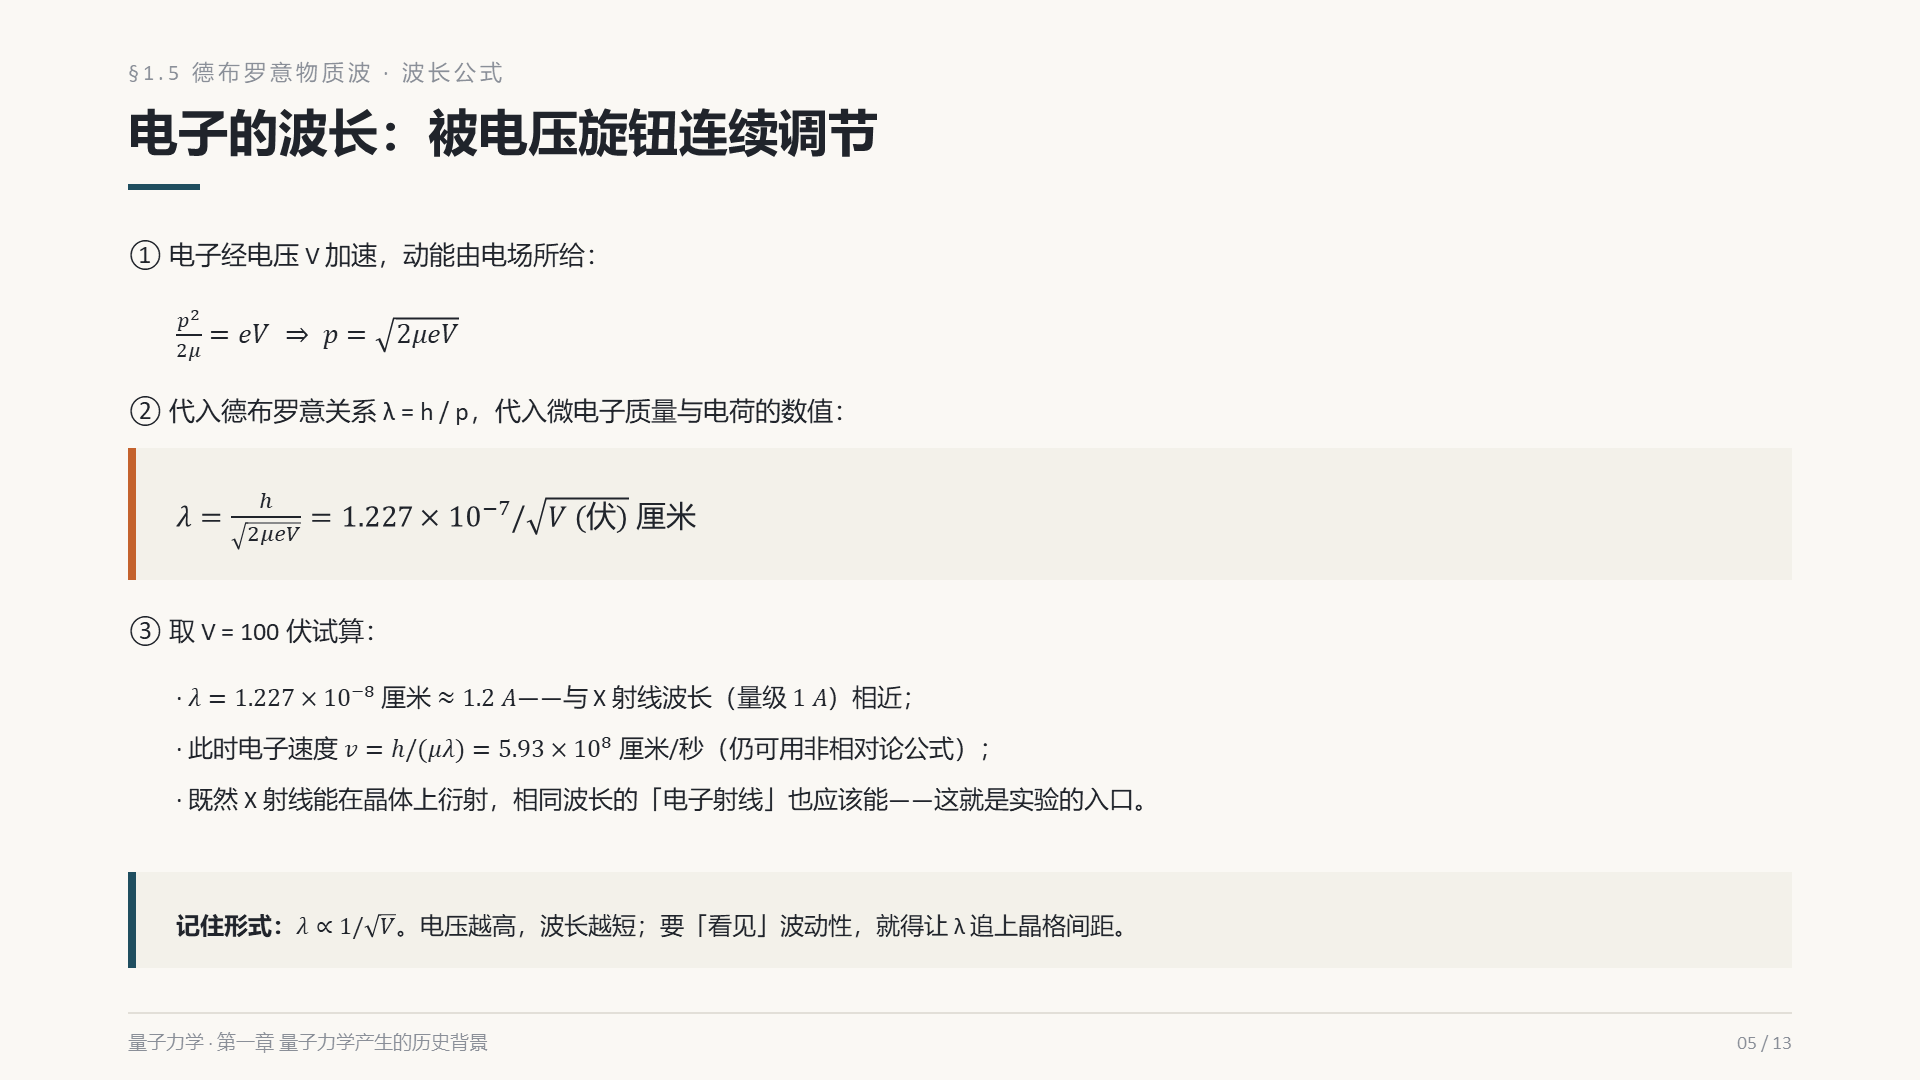 §1.5 德布罗意物质波 · 波长公式
电子的波长：被电压旋钮连续调节
① 电子经电压 V 加速，动能由电场所给：
p²/2μ = eV ⇒ p = √(2μeV)
② 代入德布罗意关系 λ = h / p，代入微电子质量与电荷的数值：
λ = h/√(2μeV) = 1.227 × 10⁻⁷/√(V (伏)) 厘米
③ 取 V = 100 伏试算：
· λ = 1.227 × 10⁻⁸ 厘米 ≈ 1.2 A——与 X 射线波长（量级 1 A）相近；
· 此时电子速度 v = h/(μλ) = 5.93 × 10⁸ 厘米/秒（仍可用非相对论公式）；
· 既然 X 射线能在晶体上衍射，相同波长的「电子射线」也应该能——这就是实验的入口。
记住形式：λ ∝ 1/√V。电压越高，波长越短；要「看见」波动性，就得让 λ 追上晶格间距。
量子力学 · 第一章 量子力学产生的历史背景
05 / 13